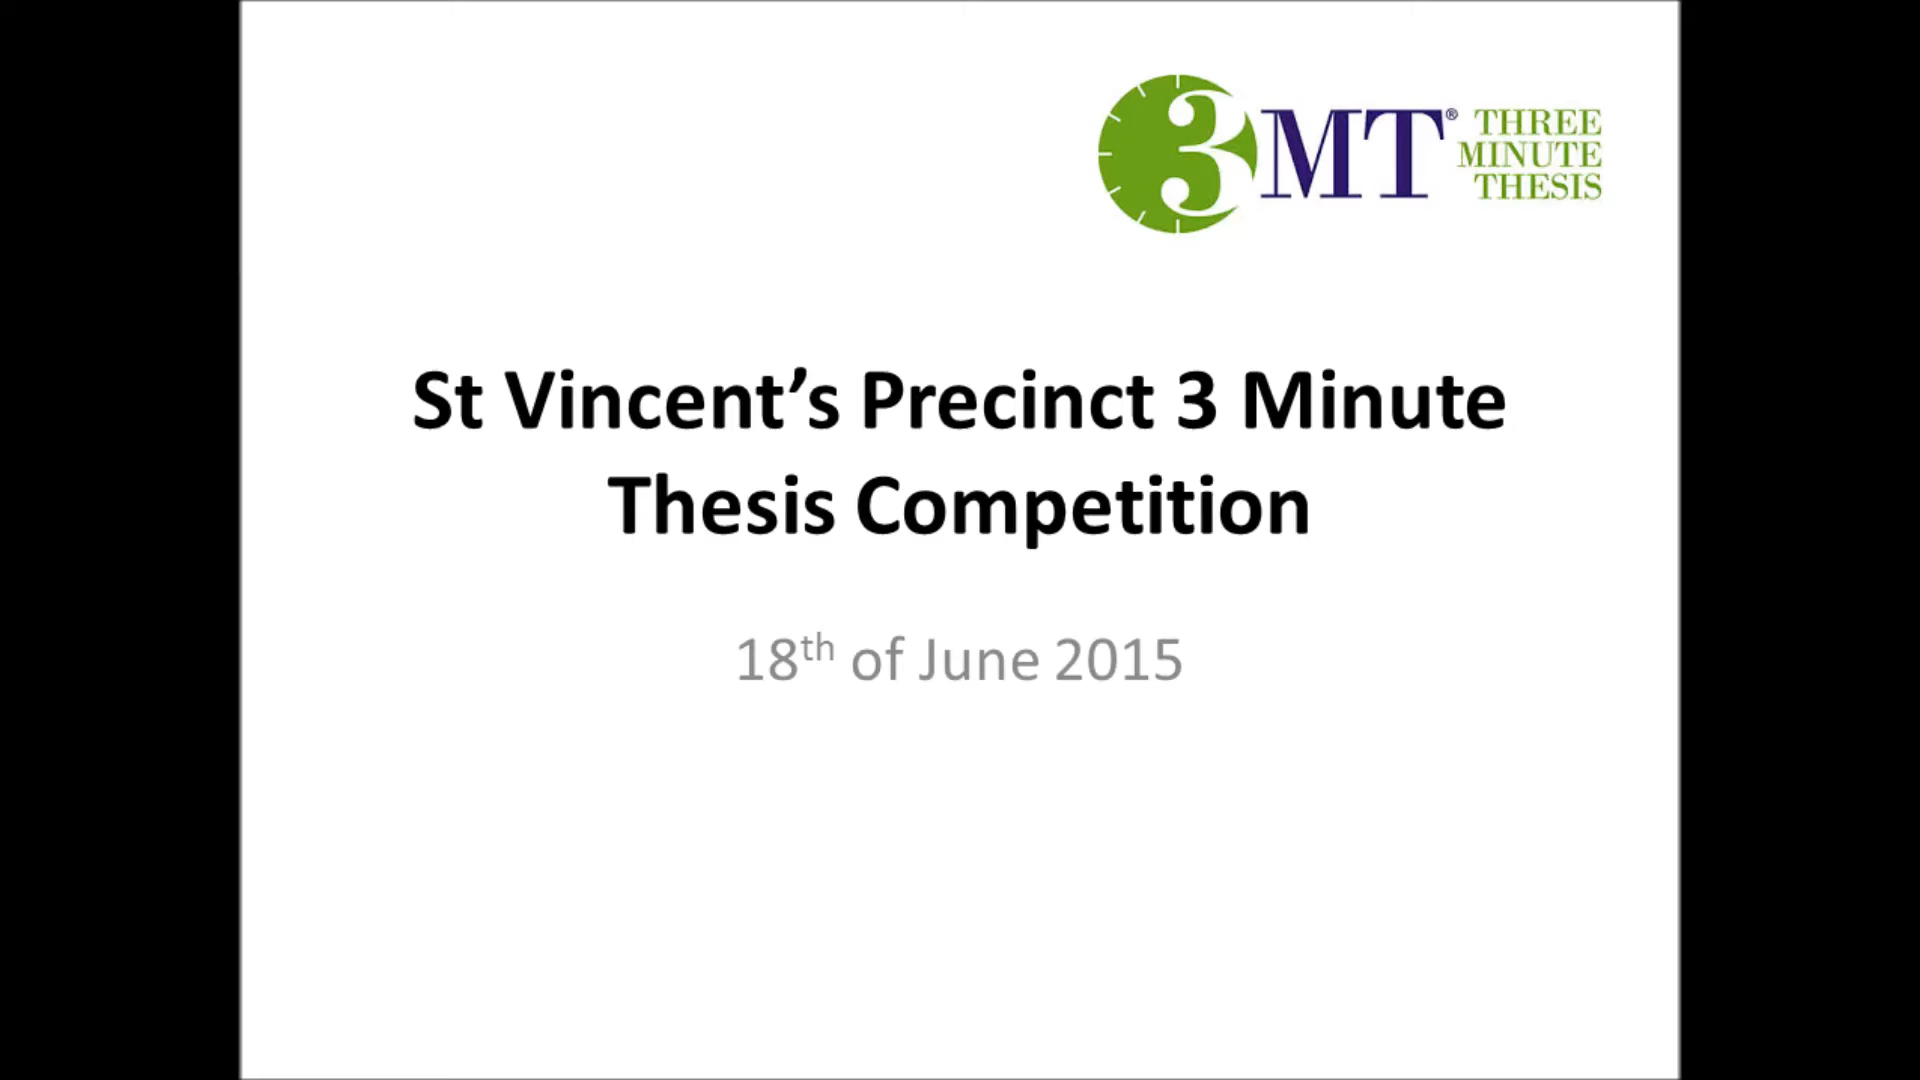 3MT® THREE
MINUTE
THESIS
St Vincent’s Precinct 3 Minute
Thesis Competition
18th of June 2015